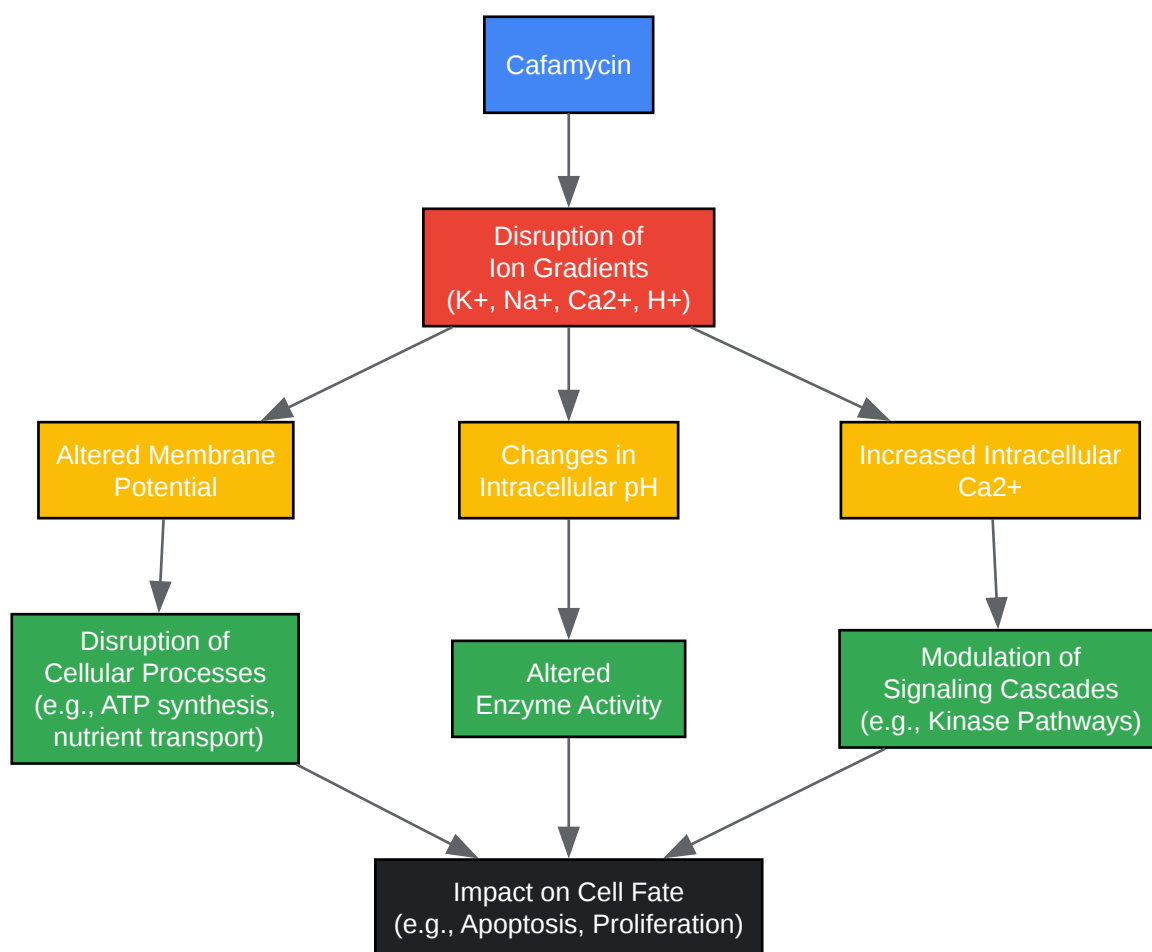 Cafamycin
Disruption of
Ion Gradients
(K+, Na+, Ca2+, H+)
Altered Membrane
Potential
Changes in
Intracellular pH
Increased Intracellular
Ca2+
Disruption of
Cellular Processes
(e.g., ATP synthesis,
nutrient transport)
Altered
Enzyme Activity
Modulation of
Signaling Cascades
(e.g., Kinase Pathways)
Impact on Cell Fate
(e.g., Apoptosis, Proliferation)